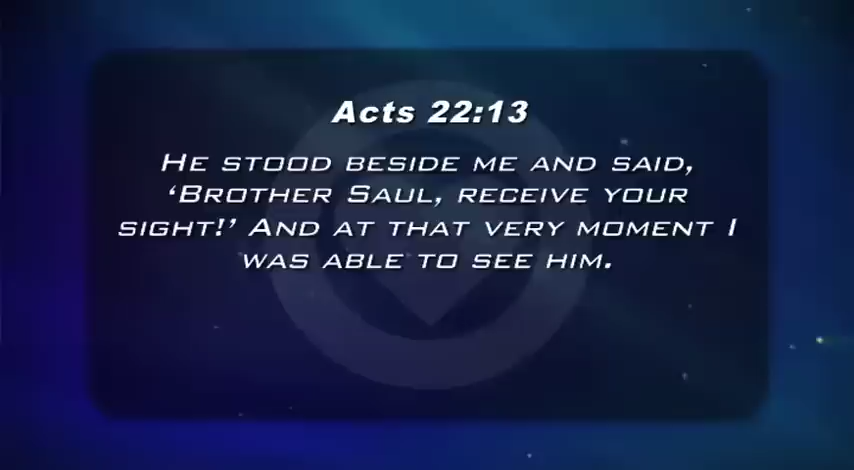 Acts 22:13
He stood beside me and said,
‘Brother Saul, receive your
sight!’ And at that very moment I
was able to see him.